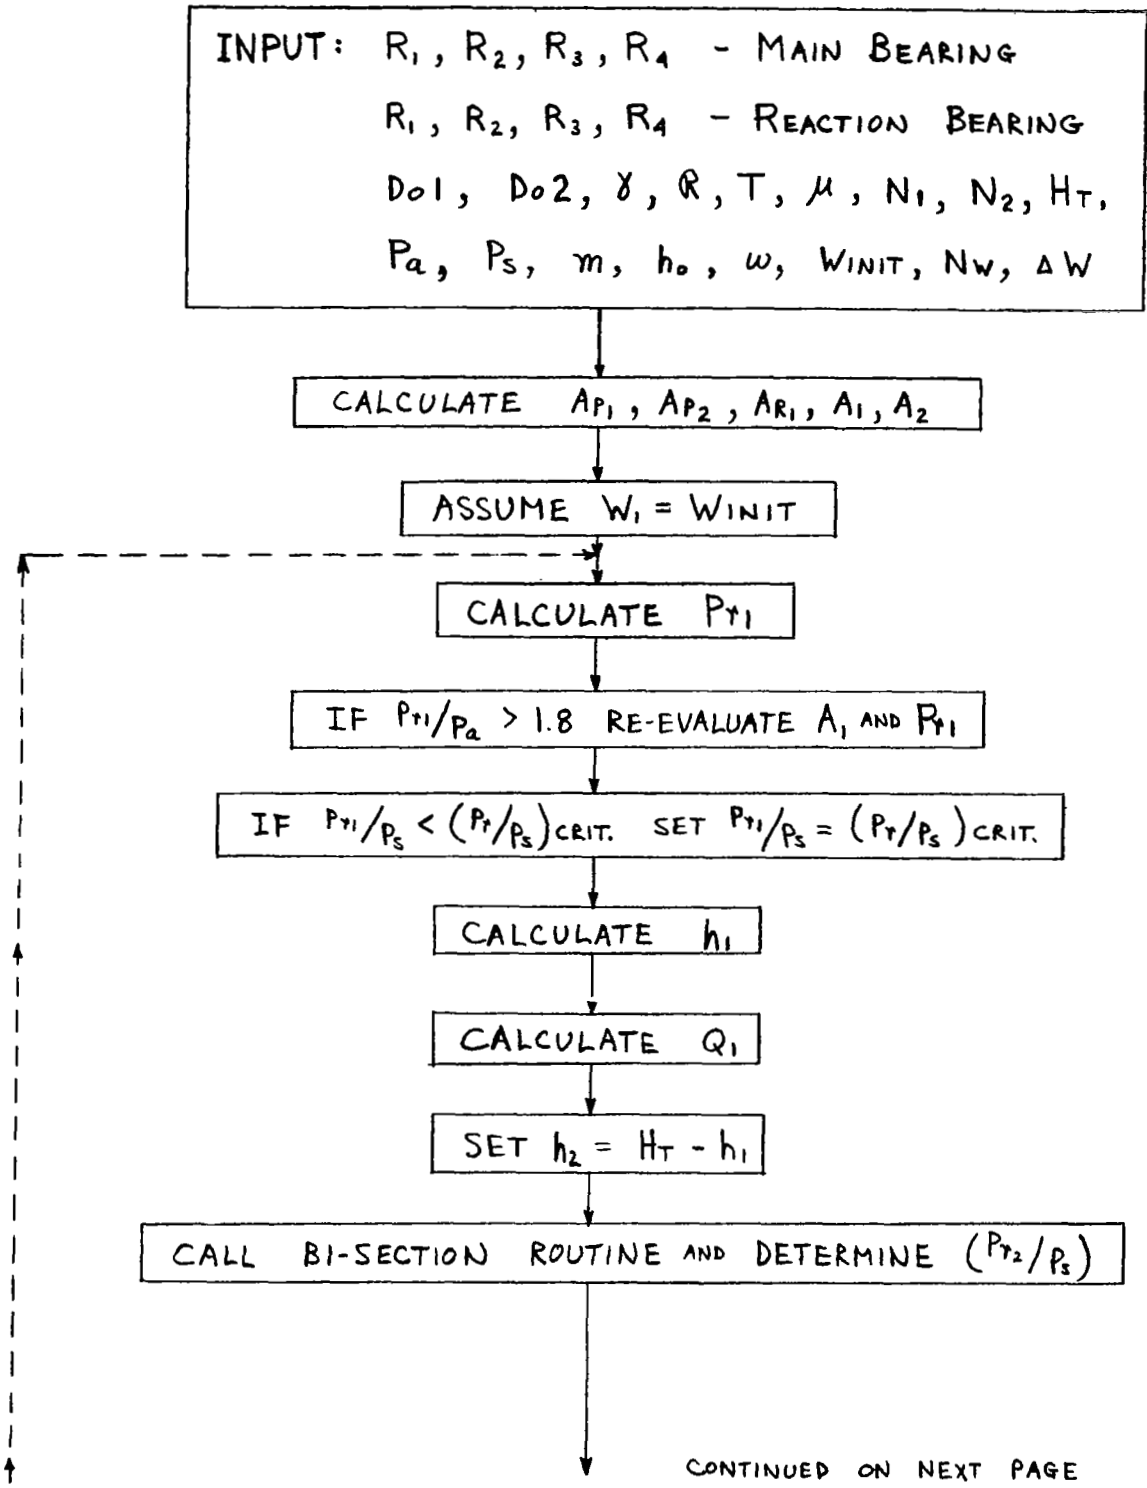 INPUT: R₁, R₂, R₃, R₄ - MAIN BEARING
R₁, R₂, R₃, R₄ - REACTION BEARING
Do1, Do2, γ, R, T, μ, N₁, N₂, H_T,
Pa, Ps, m, h₀, ω, WINIT, Nw, ΔW
CALCULATE Ap₁, Ap₂, A_R₁, A₁, A₂
ASSUME W₁ = WINIT
CALCULATE Pr₁
IF Pr₁/Pa > 1.8 RE-EVALUATE A₁ AND Pr₁
IF Pr₁/Ps < (Pr/Ps)CRIT. SET Pr₁/Ps = (Pr/Ps)CRIT.
CALCULATE h₁
CALCULATE Q₁
SET h₂ = H_T - h₁
CALL BI-SECTION ROUTINE AND DETERMINE (Pr₂/Ps)
CONTINUED ON NEXT PAGE